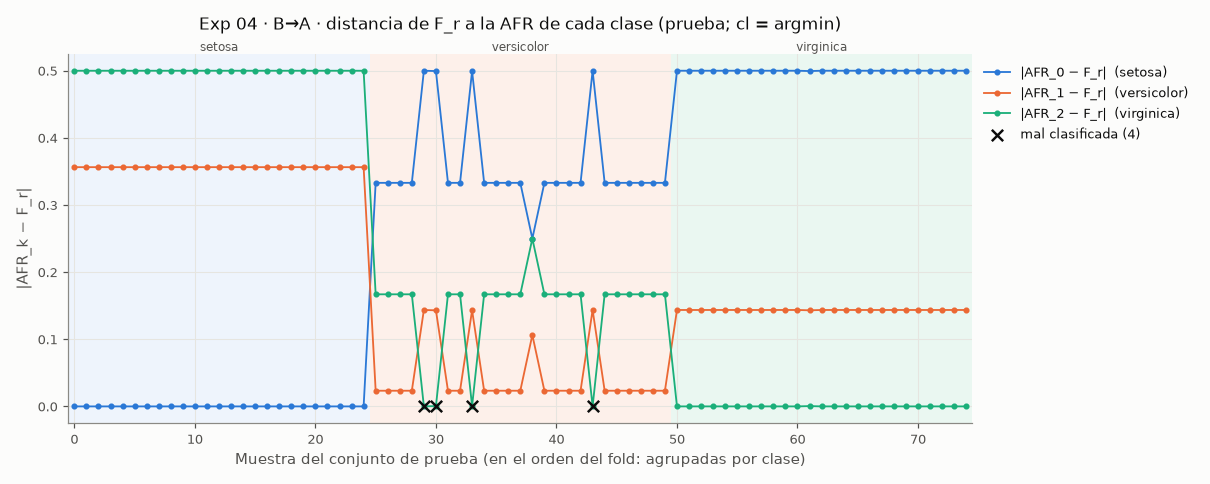 Exp 04 · B→A · distancia de F_r a la AFR de cada clase (prueba; cl = argmin)
setosa versicolor virginica
|AFR_0 − F_r| (setosa)
|AFR_1 − F_r| (versicolor)
|AFR_2 − F_r| (virginica)
mal clasificada (4)
|AFR_k − F_r|
0.5
0.4
0.3
0.2
0.1
0.0
0 10 20 30 40 50 60 70
Muestra del conjunto de prueba (en el orden del fold: agrupadas por clase)